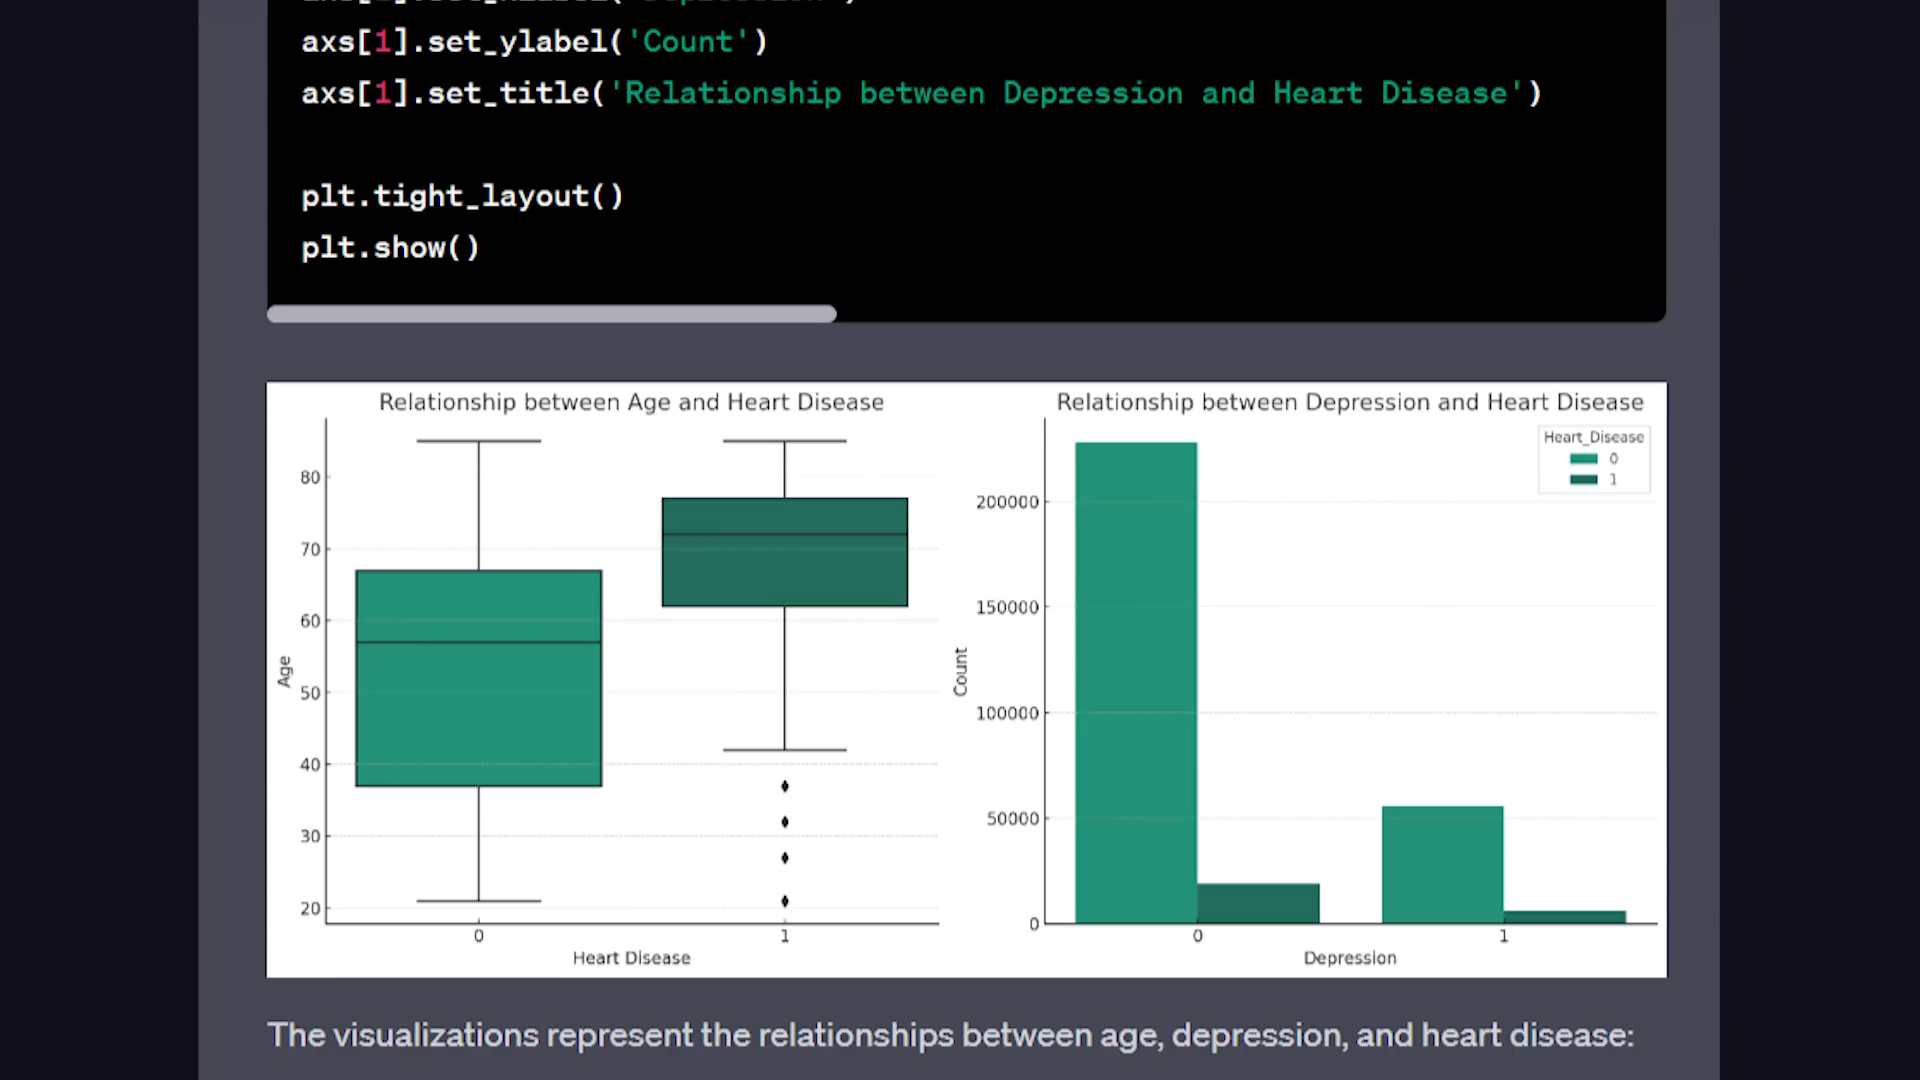 axs[1].set_ylabel('Count')
axs[1].set_title('Relationship between Depression and Heart Disease')
plt.tight_layout()
plt.show()
Relationship between Age and Heart Disease
80
70
60
50
40
30
20
Age
0
1
Heart Disease
Relationship between Depression and Heart Disease
Heart_Disease
0
1
200000
150000
100000
50000
0
Count
0
1
Depression
The visualizations represent the relationships between age, depression, and heart disease: